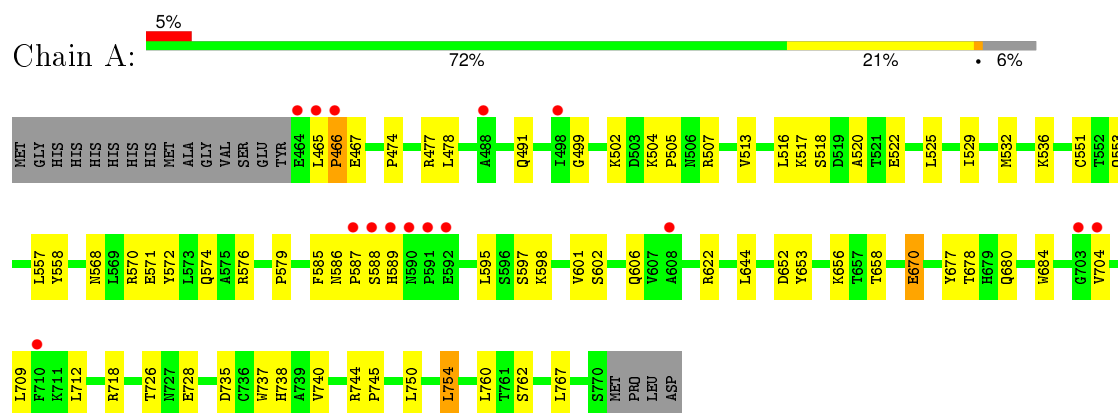 5%
Chain A:
72% 21% • 6%
MET GLY HIS HIS HIS HIS HIS HIS MET ALA GLY VAL SER GLU TYR E464 L465 P466 E467 P474 R477 L478 A488 Q491 I498 G499 K502 D503 K504 P505 N506 R507 V513 L516 K517 S518 D519 A520 T521 E522 L525 I529 M532 K536 C551 T552 Q553
L557 Y558 N568 L569 R570 E571 Y572 L573 Q574 A575 R576 P579 F585 N586 P587 S588 H589 N590 P591 E592 L595 S596 S597 K598 V601 S602 Q606 V607 A608 R622 L644 D652 Y653 K656 T657 T658 E670 Y677 T678 H679 Q680 W684 G703 V704
L709 F710 K711 L712 R718 T726 N727 E728 D735 C736 W737 H738 A739 V740 R744 P745 L750 L754 L760 T761 S762 L767 S770 MET PRO LEU ASP